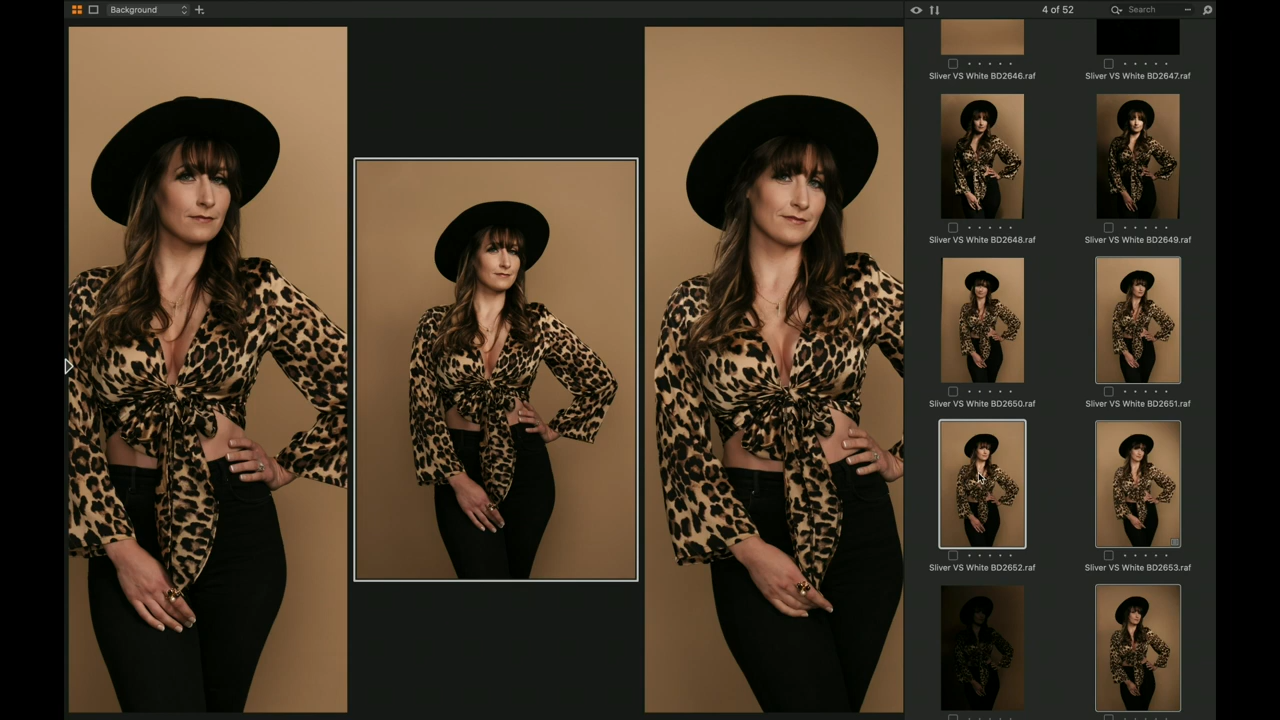 Background
4 of 52
Search
Sliver VS White BD2646.raf
Sliver VS White BD2647.raf
Sliver VS White BD2648.raf
Sliver VS White BD2649.raf
Sliver VS White BD2650.raf
Sliver VS White BD2651.raf
Sliver VS White BD2652.raf
Sliver VS White BD2653.raf